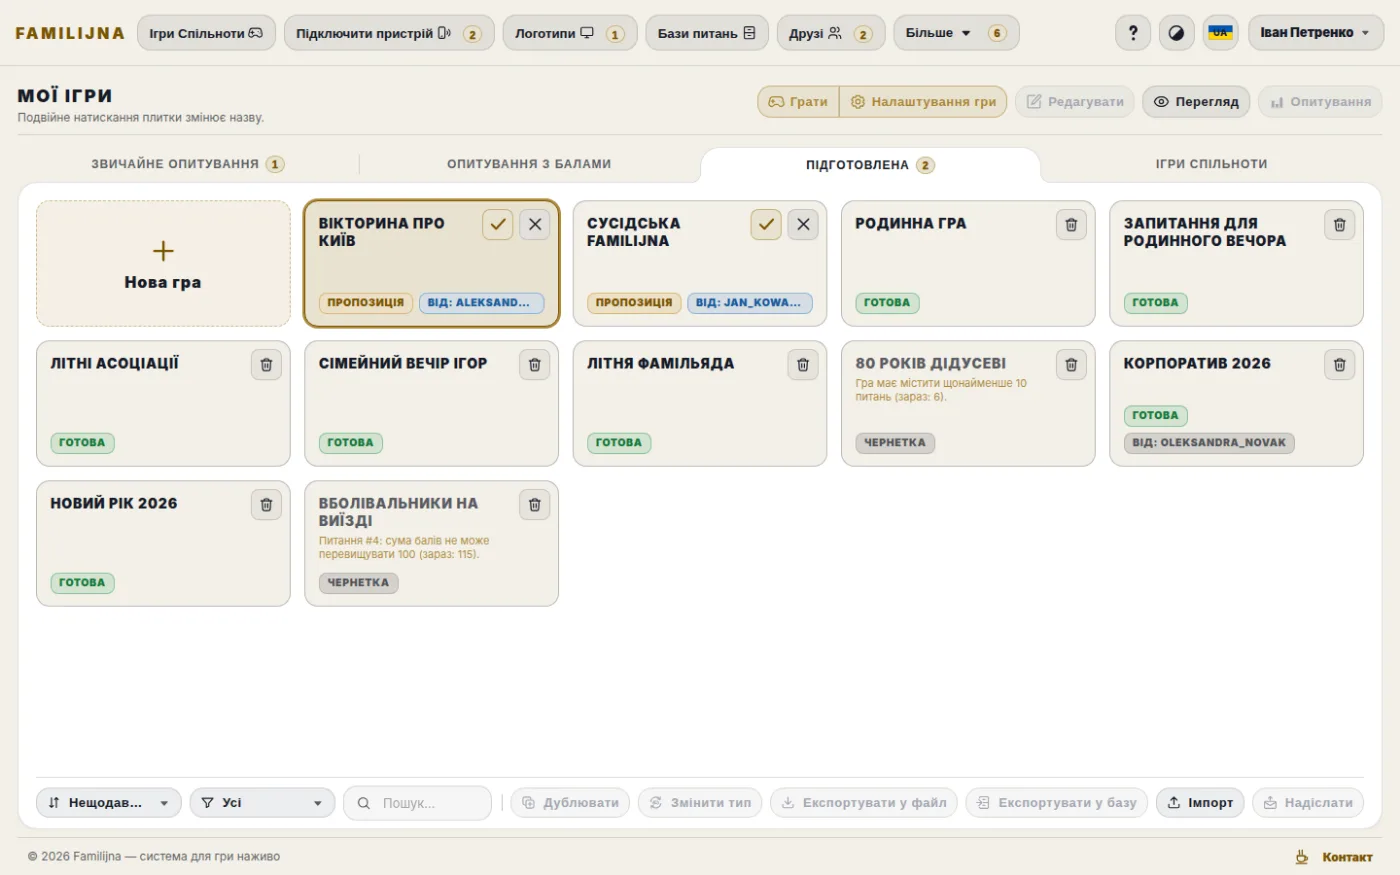 FAMILIJNA
Ігри Спільноти
Підключити пристрій 2
Логотипи 1
Бази питань
Друзі 2
Більше 6
?
UA
Іван Петренко
МОЇ ІГРИ
Подвійне натискання плитки змінює назву.
Грати
Налаштування гри
Редагувати
Перегляд
Опитування
ЗВИЧАЙНЕ ОПИТУВАННЯ 1
ОПИТУВАННЯ З БАЛАМИ
ПІДГОТОВЛЕНА 2
ІГРИ СПІЛЬНОТИ
Нова гра
ВІКТОРИНА ПРО
КИЇВ
ПРОПОЗИЦІЯ
ВІД: ALEKSAND...
СУСІДСЬКА
FAMILIJNA
ПРОПОЗИЦІЯ
ВІД: JAN_KOWA...
РОДИННА ГРА
ГОТОВА
ЗАПИТАННЯ ДЛЯ
РОДИННОГО ВЕЧОРА
ГОТОВА
ЛІТНІ АСОЦІАЦІЇ
ГОТОВА
СІМЕЙНИЙ ВЕЧІР ІГОР
ГОТОВА
ЛІТНЯ ФАМІЛЬЯДА
ГОТОВА
80 РОКІВ ДІДУСЕВІ
Гра має містити щонайменше 10
питань (зараз: 6).
ЧЕРНЕТКА
КОРПОРАТИВ 2026
ГОТОВА
ВІД: OLEKSANDRA_NOVAK
НОВИЙ РІК 2026
ГОТОВА
ВБОЛІВАЛЬНИКИ НА
ВИЇЗДІ
Питання #4: сума балів не може
перевищувати 100 (зараз: 115).
ЧЕРНЕТКА
Нещодав...
Усі
Пошук...
Дублювати
Змінити тип
Експортувати у файл
Експортувати у базу
Імпорт
Надіслати
© 2026 Familijna — система для гри наживо
Контакт